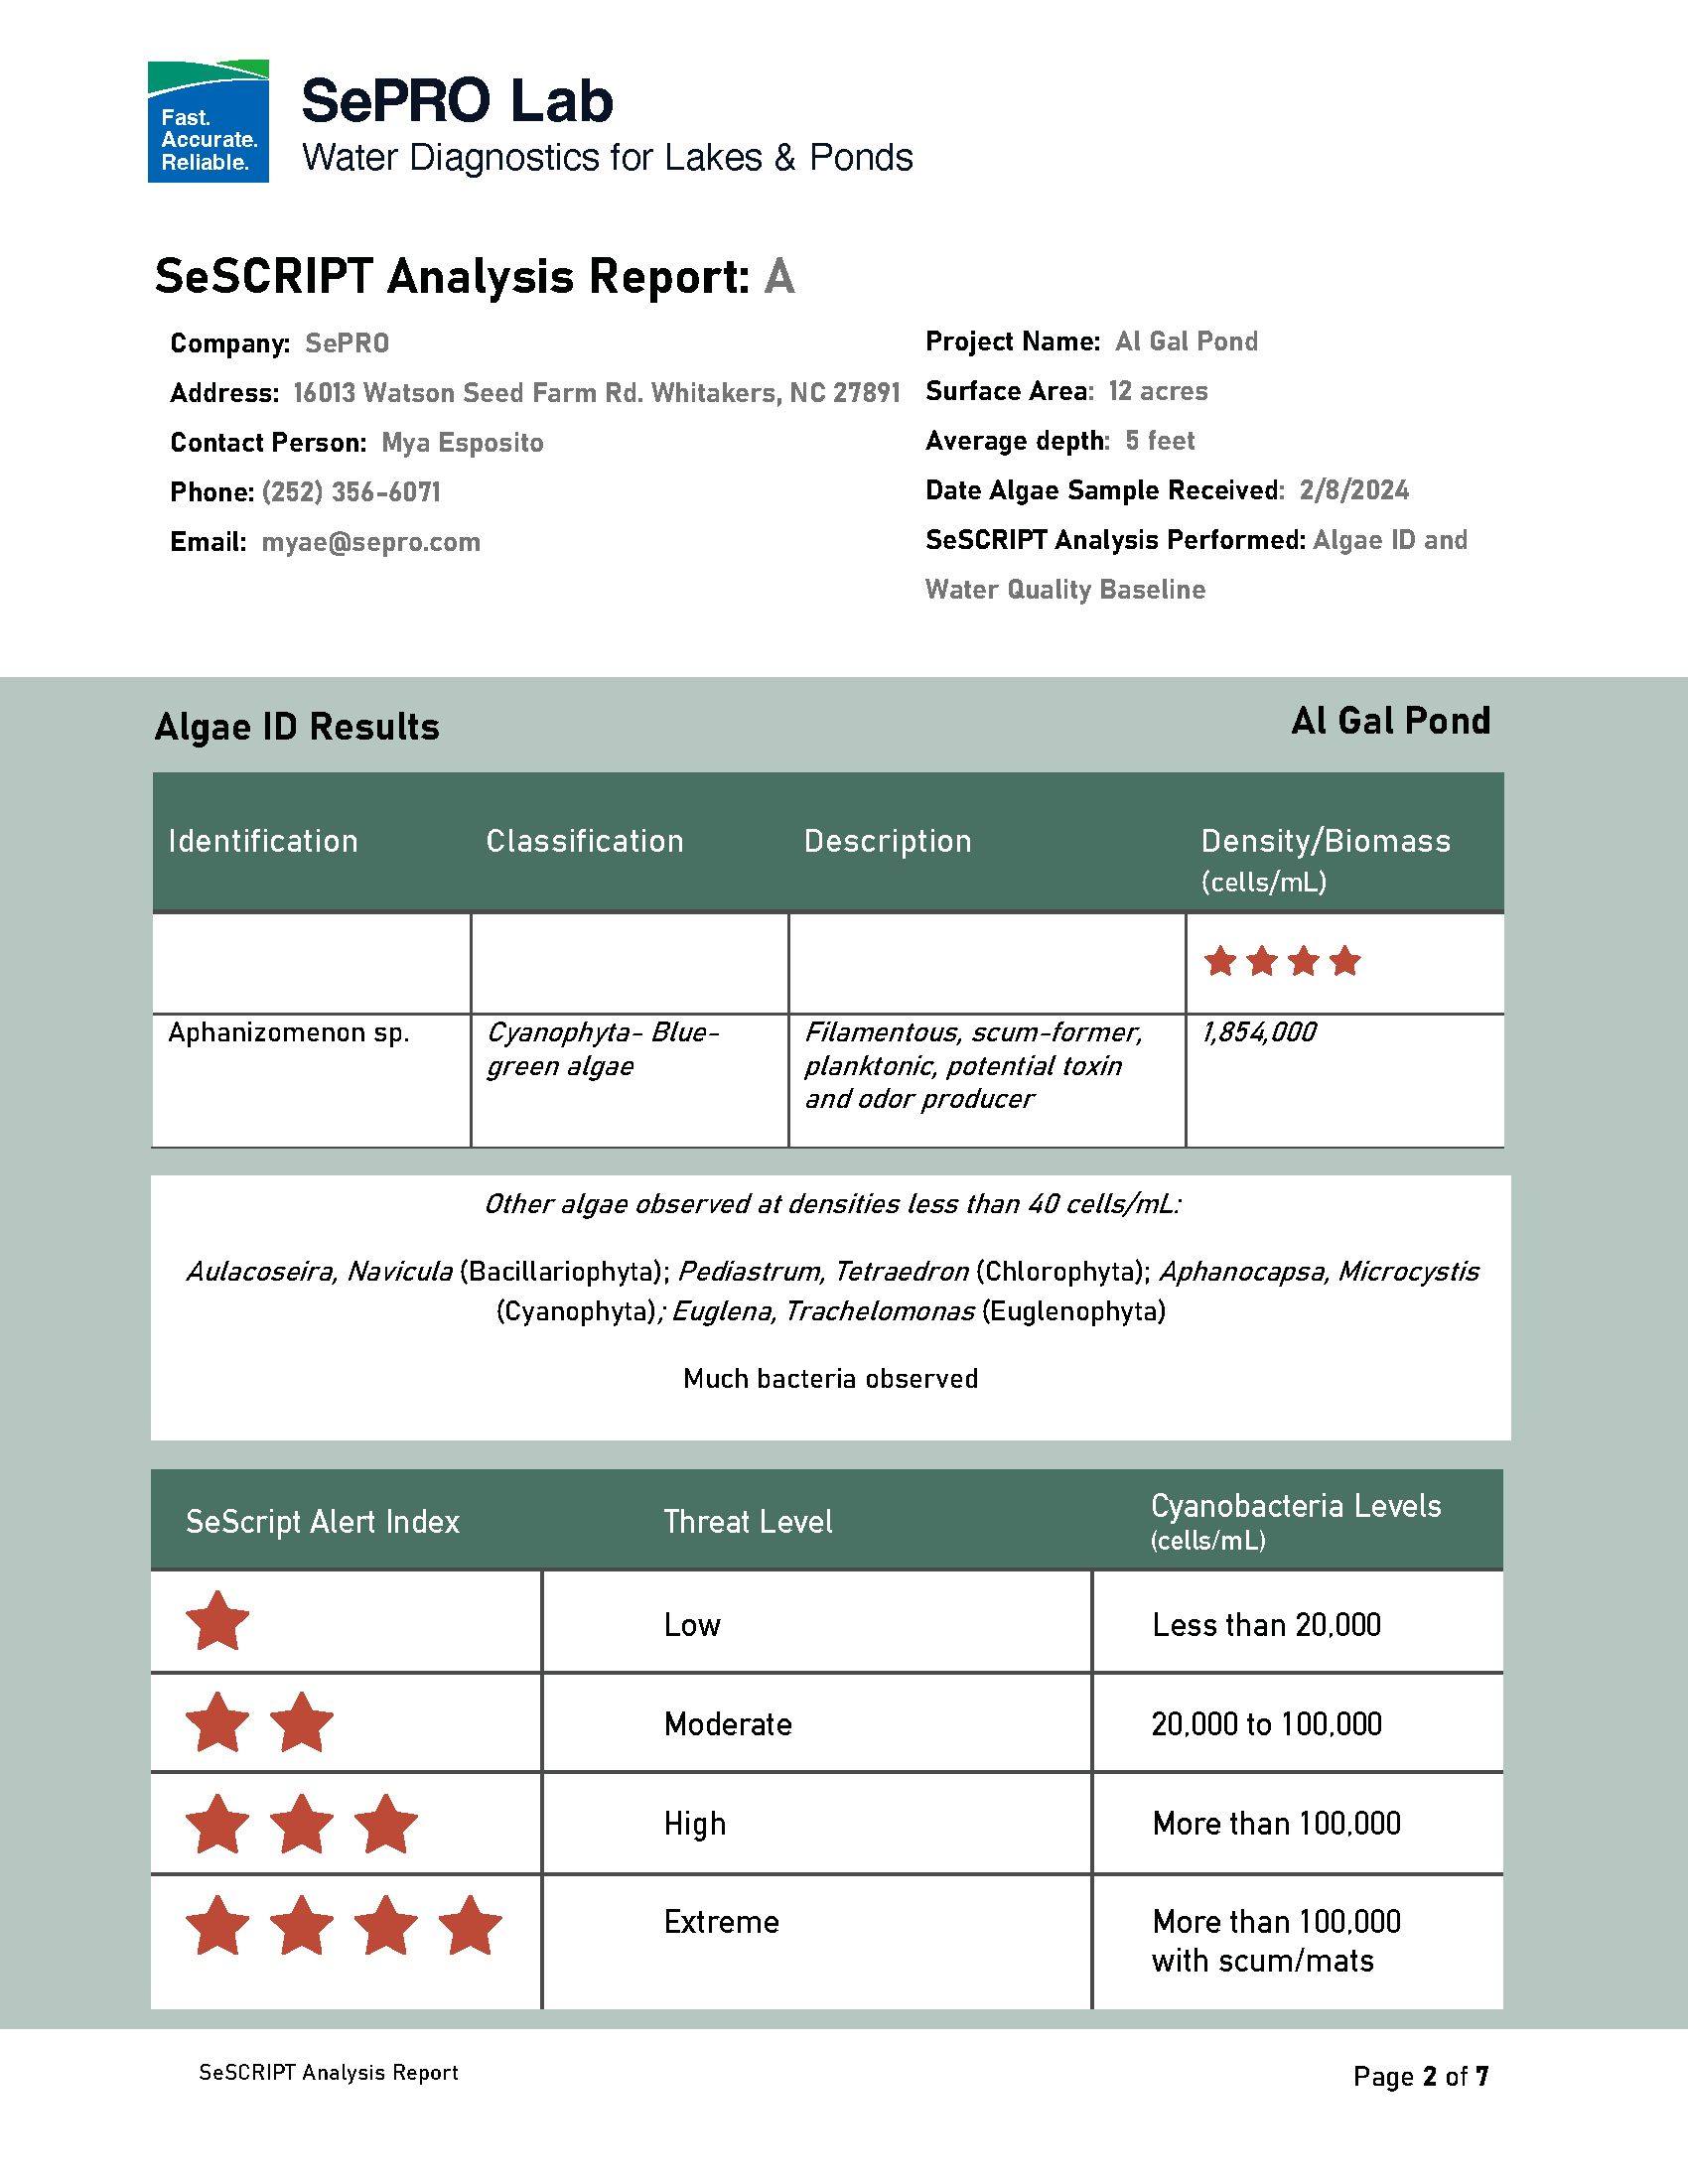 Fast.
Accurate.
Reliable.
SePRO Lab
Water Diagnostics for Lakes & Ponds
SeSCRIPT Analysis Report: A
Company: SePRO
Address: 16013 Watson Seed Farm Rd. Whitakers, NC 27891
Contact Person: Mya Esposito
Phone: (252) 356-6071
Email: myae@sepro.com
Project Name: Al Gal Pond
Surface Area: 12 acres
Average depth: 5 feet
Date Algae Sample Received: 2/8/2024
SeSCRIPT Analysis Performed: Algae ID and
Water Quality Baseline
Algae ID Results
Al Gal Pond
Identification
Classification
Description
Density/Biomass
(cells/mL)
Aphanizomenon sp.
Cyanophyta- Blue-
green algae
Filamentous, scum-former,
planktonic, potential toxin
and odor producer
1,854,000
Other algae observed at densities less than 40 cells/mL:
Aulacoseira, Navicula (Bacillariophyta); Pediastrum, Tetraedron (Chlorophyta); Aphanocapsa, Microcystis
(Cyanophyta); Euglena, Trachelomonas (Euglenophyta)
Much bacteria observed
SeScript Alert Index
Threat Level
Cyanobacteria Levels
(cells/mL)
Low
Less than 20,000
Moderate
20,000 to 100,000
High
More than 100,000
Extreme
More than 100,000
with scum/mats
SeSCRIPT Analysis Report
Page 2 of 7